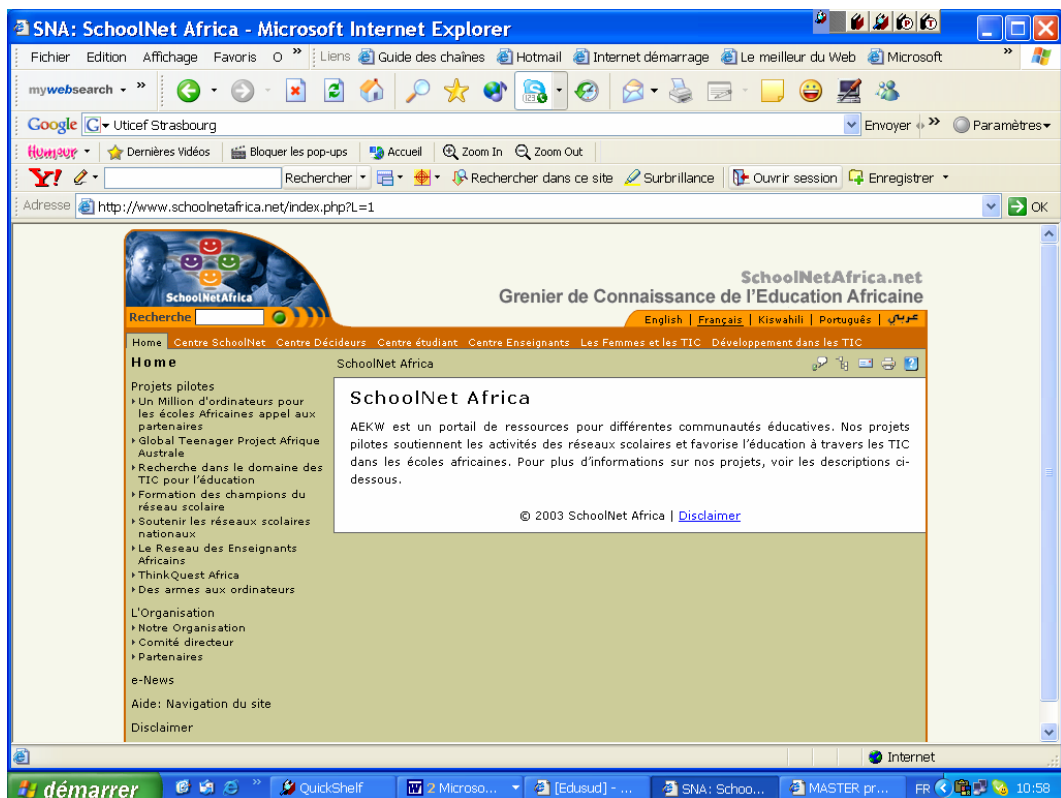 SNA: SchoolNet Africa - Microsoft Internet Explorer
Fichier Edition Affichage Favoris O » Liens Guide des chaînes Hotmail Internet démarrage Le meilleur du Web Microsoft »
mywebsearch »
Google G Uticef Strasbourg Envoyer » Paramètres
Humour Dernières Vidéos Bloquer les pop-ups Accueil Zoom In Zoom Out
Y! Rechercher Rechercher dans ce site Surbrillance Ouvrir session Enregistrer
Adresse http://www.schoolnetafrica.net/index.php?L=1 OK
SchoolNetAfrica
SchoolNetAfrica.net
Grenier de Connaissance de l'Education Africaine
Recherche
English | Français | Kiswahili | Português | عربي
Home Centre SchoolNet Centre Décideurs Centre étudiant Centre Enseignants Les Femmes et les TIC Développement dans les TIC
Home
Projets pilotes
Un Million d'ordinateurs pour
les écoles Africaines appel aux
partenaires
Global Teenager Project Afrique
Australe
Recherche dans le domaine des
TIC pour l'éducation
Formation des champions du
réseau scolaire
Soutenir les réseaux scolaires
nationaux
Le Reseau des Enseignants
Africains
ThinkQuest Africa
Des armes aux ordinateurs
L'Organisation
Notre Organisation
Comité directeur
Partenaires
e-News
Aide: Navigation du site
Disclaimer
SchoolNet Africa
SchoolNet Africa
AEKW est un portail de ressources pour différentes communautés éducatives. Nos projets
pilotes soutiennent les activités des réseaux scolaires et favorise l'éducation à travers les TIC
dans les écoles africaines. Pour plus d'informations sur nos projets, voir les descriptions ci-
dessous.
© 2003 SchoolNet Africa | Disclaimer
Internet
démarrer » QuickShelf 2 Microso... [Edusud] - ... SNA: Schoo... MASTER pr... FR 10:58